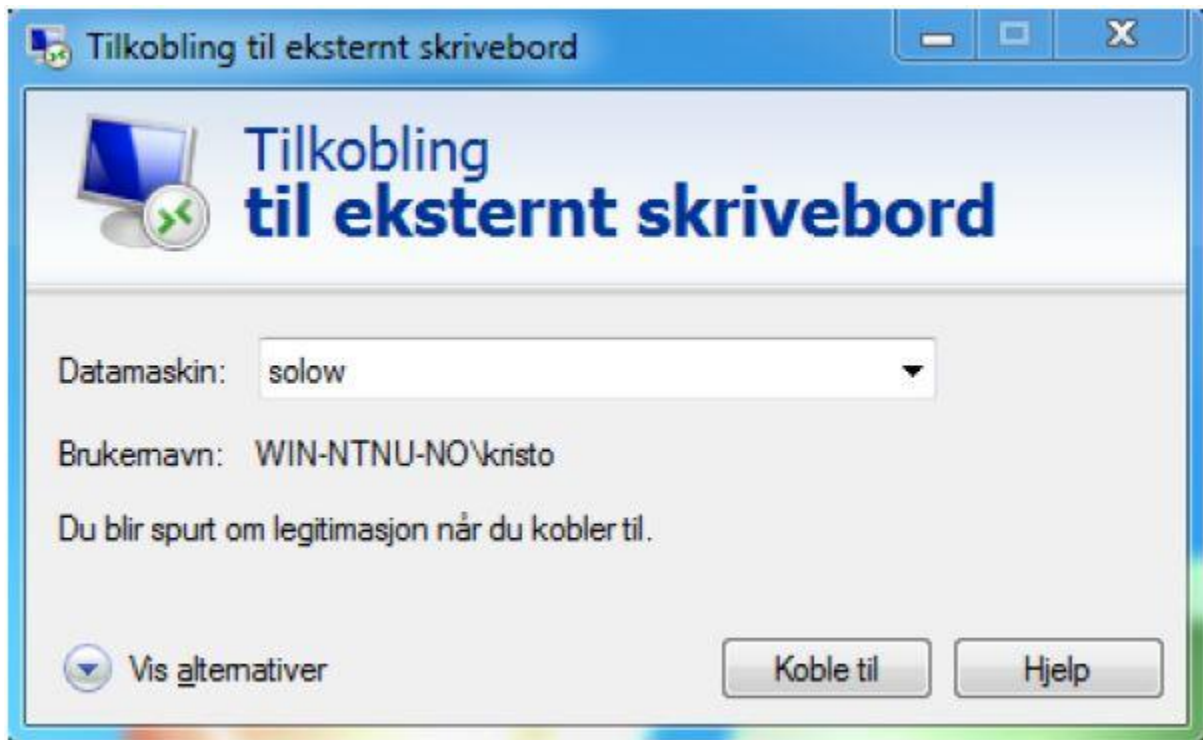 Tilkobling til eksternt skrivebord
Tilkobling
til eksternt skrivebord
Datamaskin: solow
Brukernavn: WIN-NTNU-NO\kristo
Du blir spurt om legitimasjon når du kobler til.
Vis alternativer
Koble til
Hjelp